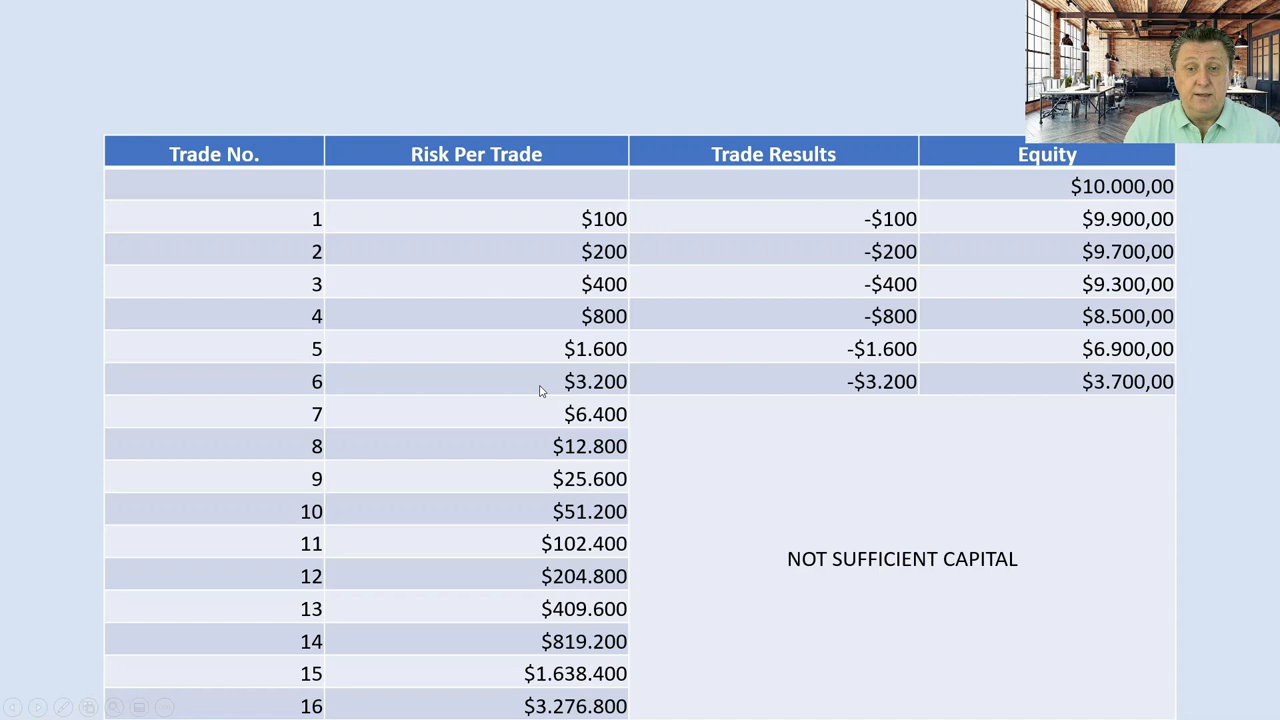 Trade No. Risk Per Trade Trade Results Equity
$10.000,00
1 $100 -$100 $9.900,00
2 $200 -$200 $9.700,00
3 $400 -$400 $9.300,00
4 $800 -$800 $8.500,00
5 $1.600 -$1.600 $6.900,00
6 $3.200 -$3.200 $3.700,00
7 $6.400
8 $12.800
9 $25.600
10 $51.200
11 $102.400
NOT SUFFICIENT CAPITAL
12 $204.800
13 $409.600
14 $819.200
15 $1.638.400
16 $3.276.800